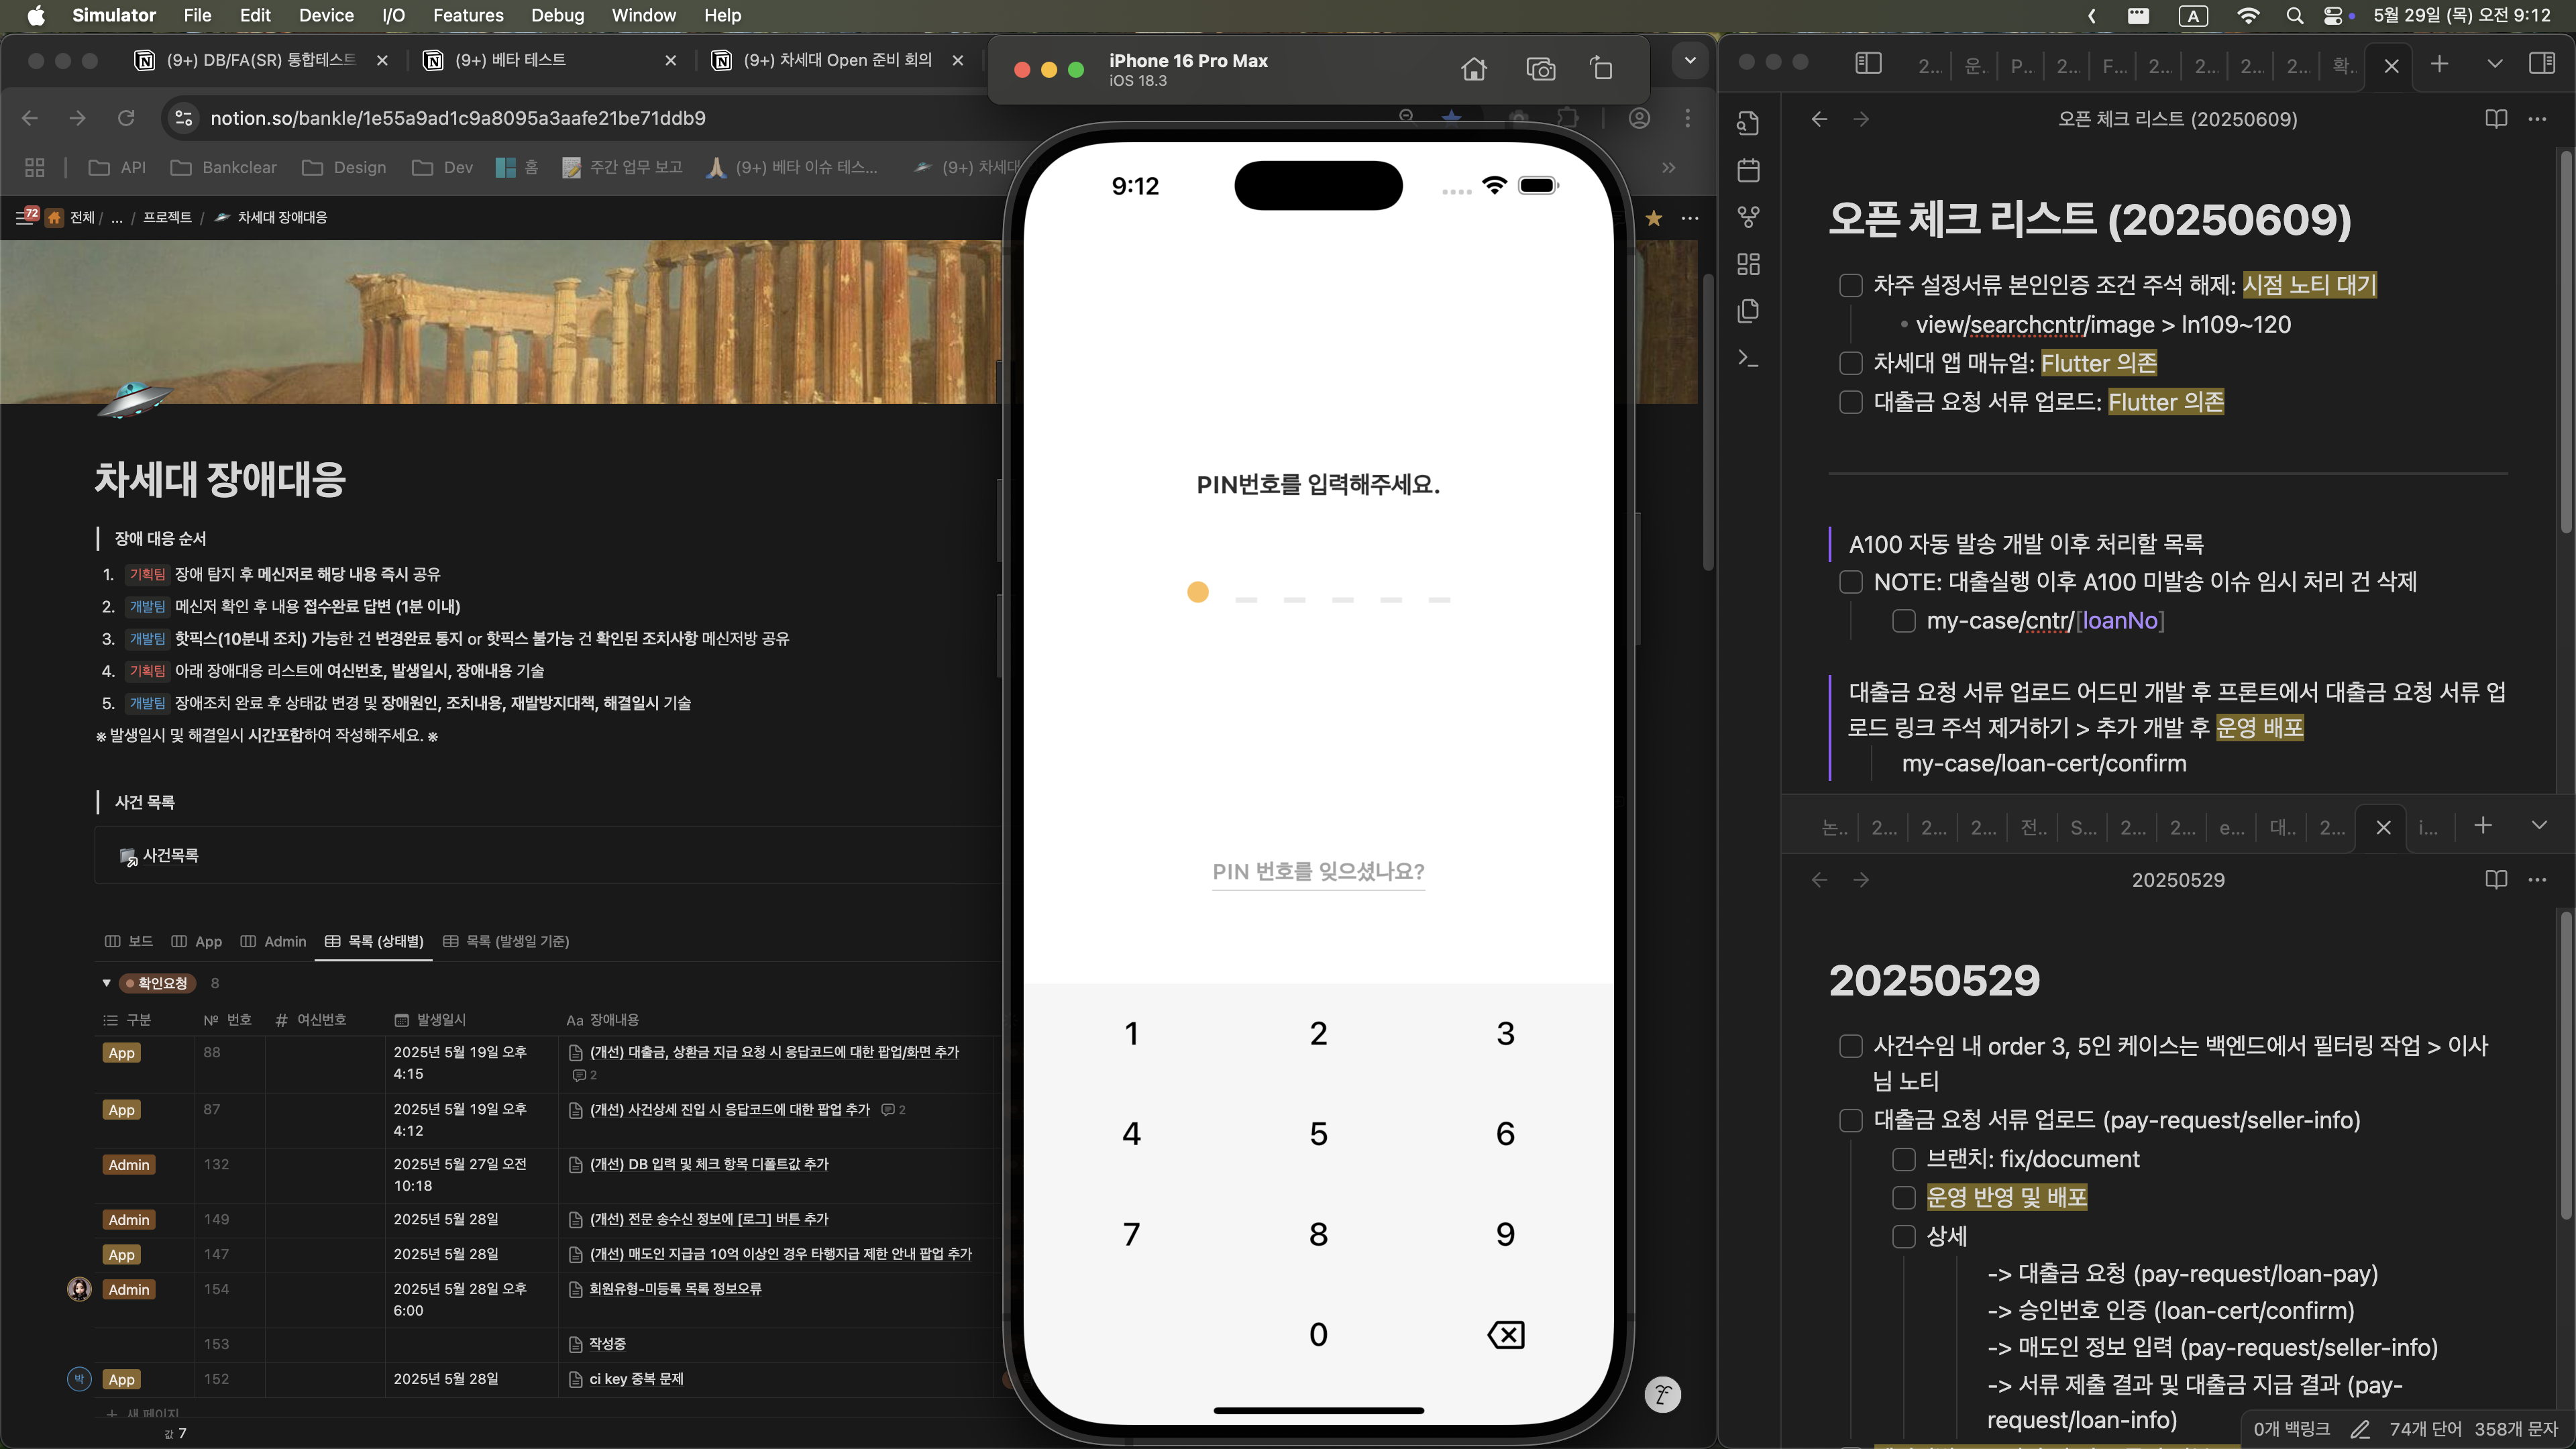 Simulator File Edit Device I/O Features Debug Window Help
A 5월 29일 (목) 오전 9:12
(9+) DB/FA(SR) 통합테스트
(9+) 베타 테스트
(9+) 차세대 Open 준비 회의
notion.so/bankle/1e55a9ad1c9a8095a3aafe21be71ddb9
API Bankclear Design Dev 홈 주간 업무 보고 (9+) 베타 이슈 테스... (9+) 차세대
72 전체 / ... / 프로젝트 / 차세대 장애대응
차세대 장애대응
장애 대응 순서
1. 기획팀 장애 탐지 후 메신저로 해당 내용 즉시 공유
2. 개발팀 메신저 확인 후 내용 접수완료 답변 (1분 이내)
3. 개발팀 핫픽스(10분내 조치) 가능한 건 변경완료 통지 or 핫픽스 불가능 건 확인된 조치사항 메신저방 공유
4. 기획팀 아래 장애대응 리스트에 여신번호, 발생일시, 장애내용 기술
5. 개발팀 장애조치 완료 후 상태값 변경 및 장애원인, 조치내용, 재발방지대책, 해결일시 기술
※ 발생일시 및 해결일시 시간포함하여 작성해주세요. ※
사건 목록
사건목록
보드 App Admin 목록 (상태별) 목록 (발생일 기준)
확인요청 8
구분 № 번호 # 여신번호 발생일시 Aa 장애내용
App 88 2025년 5월 19일 오후 4:15 (개선) 대출금, 상환금 지급 요청 시 응답코드에 대한 팝업/화면 추가 2
App 87 2025년 5월 19일 오후 4:12 (개선) 사건상세 진입 시 응답코드에 대한 팝업 추가 2
Admin 132 2025년 5월 27일 오전 10:18 (개선) DB 입력 및 체크 항목 디폴트값 추가
Admin 149 2025년 5월 28일 (개선) 전문 송수신 정보에 [로그] 버튼 추가
App 147 2025년 5월 28일 (개선) 매도인 지급금 10억 이상인 경우 타행지급 제한 안내 팝업 추가
Admin 154 2025년 5월 28일 오후 6:00 회원유형-미등록 목록 정보오류
153 작성중
박 App 152 2025년 5월 28일 ci key 중복 문제
+ 새 페이지
값 7
iPhone 16 Pro Max
iOS 18.3
9:12
PIN번호를 입력해주세요.
PIN 번호를 잊으셨나요?
1 2 3
4 5 6
7 8 9
0
2... 운.. P... 2... F... 2... 2... 2... 2... 확..
오픈 체크 리스트 (20250609)
오픈 체크 리스트 (20250609)
차주 설정서류 본인인증 조건 주석 해제: 시점 노티 대기
• view/searchcntr/image > ln109~120
차세대 앱 매뉴얼: Flutter 의존
대출금 요청 서류 업로드: Flutter 의존
A100 자동 발송 개발 이후 처리할 목록
NOTE: 대출실행 이후 A100 미발송 이슈 임시 처리 건 삭제
my-case/cntr/[loanNo]
대출금 요청 서류 업로드 어드민 개발 후 프론트에서 대출금 요청 서류 업
로드 링크 주석 제거하기 > 추가 개발 후 운영 배포
my-case/loan-cert/confirm
논.. 2... 2... 2... 전.. S... 2... 2... e... 대.. 2... i...
20250529
20250529
사건수임 내 order 3, 5인 케이스는 백엔드에서 필터링 작업 > 이사
님 노티
대출금 요청 서류 업로드 (pay-request/seller-info)
브랜치: fix/document
운영 반영 및 배포
상세
-> 대출금 요청 (pay-request/loan-pay)
-> 승인번호 인증 (loan-cert/confirm)
-> 매도인 정보 입력 (pay-request/seller-info)
-> 서류 제출 결과 및 대출금 지급 결과 (pay-
request/loan-info)
0개 백링크 74개 단어 358개 문자